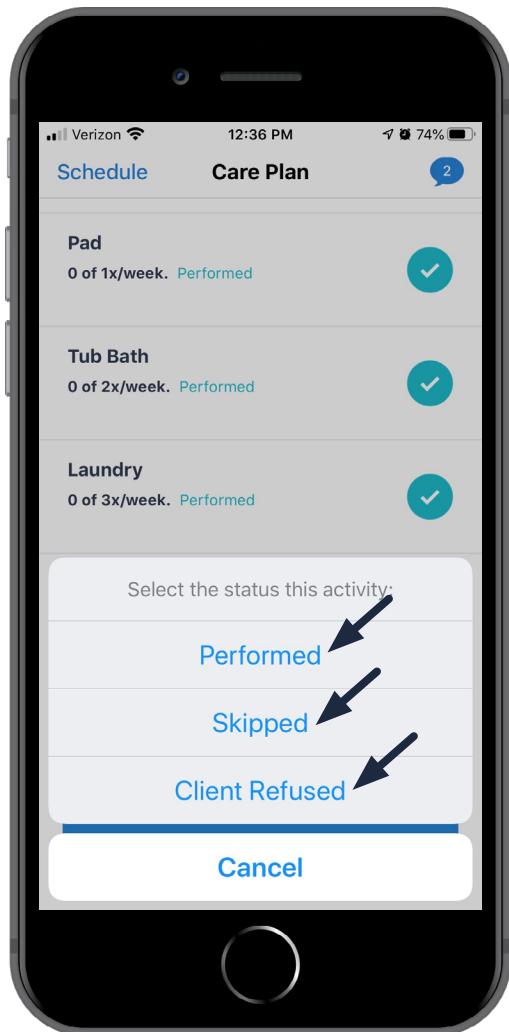 Verizon 12:36 PM 74%
Schedule Care Plan 2
Pad
0 of 1x/week. Performed
Tub Bath
0 of 2x/week. Performed
Laundry
0 of 3x/week. Performed
Select the status this activity:
Performed
Skipped
Client Refused
Cancel